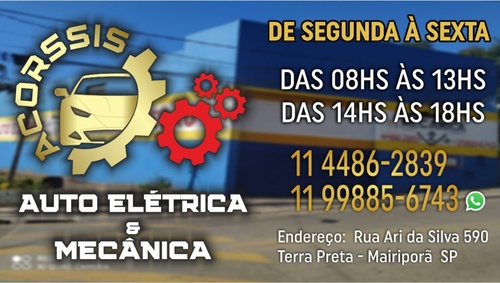 ACORSSIS
AUTO ELÉTRICA
&
MECÂNICA
DE SEGUNDA À SEXTA
DAS 08HS ÀS 13HS
DAS 14HS ÀS 18HS
11 4486-2839
11 99885-6743
Endereço: Rua Ari da Silva 590
Terra Preta - Mairiporã SP